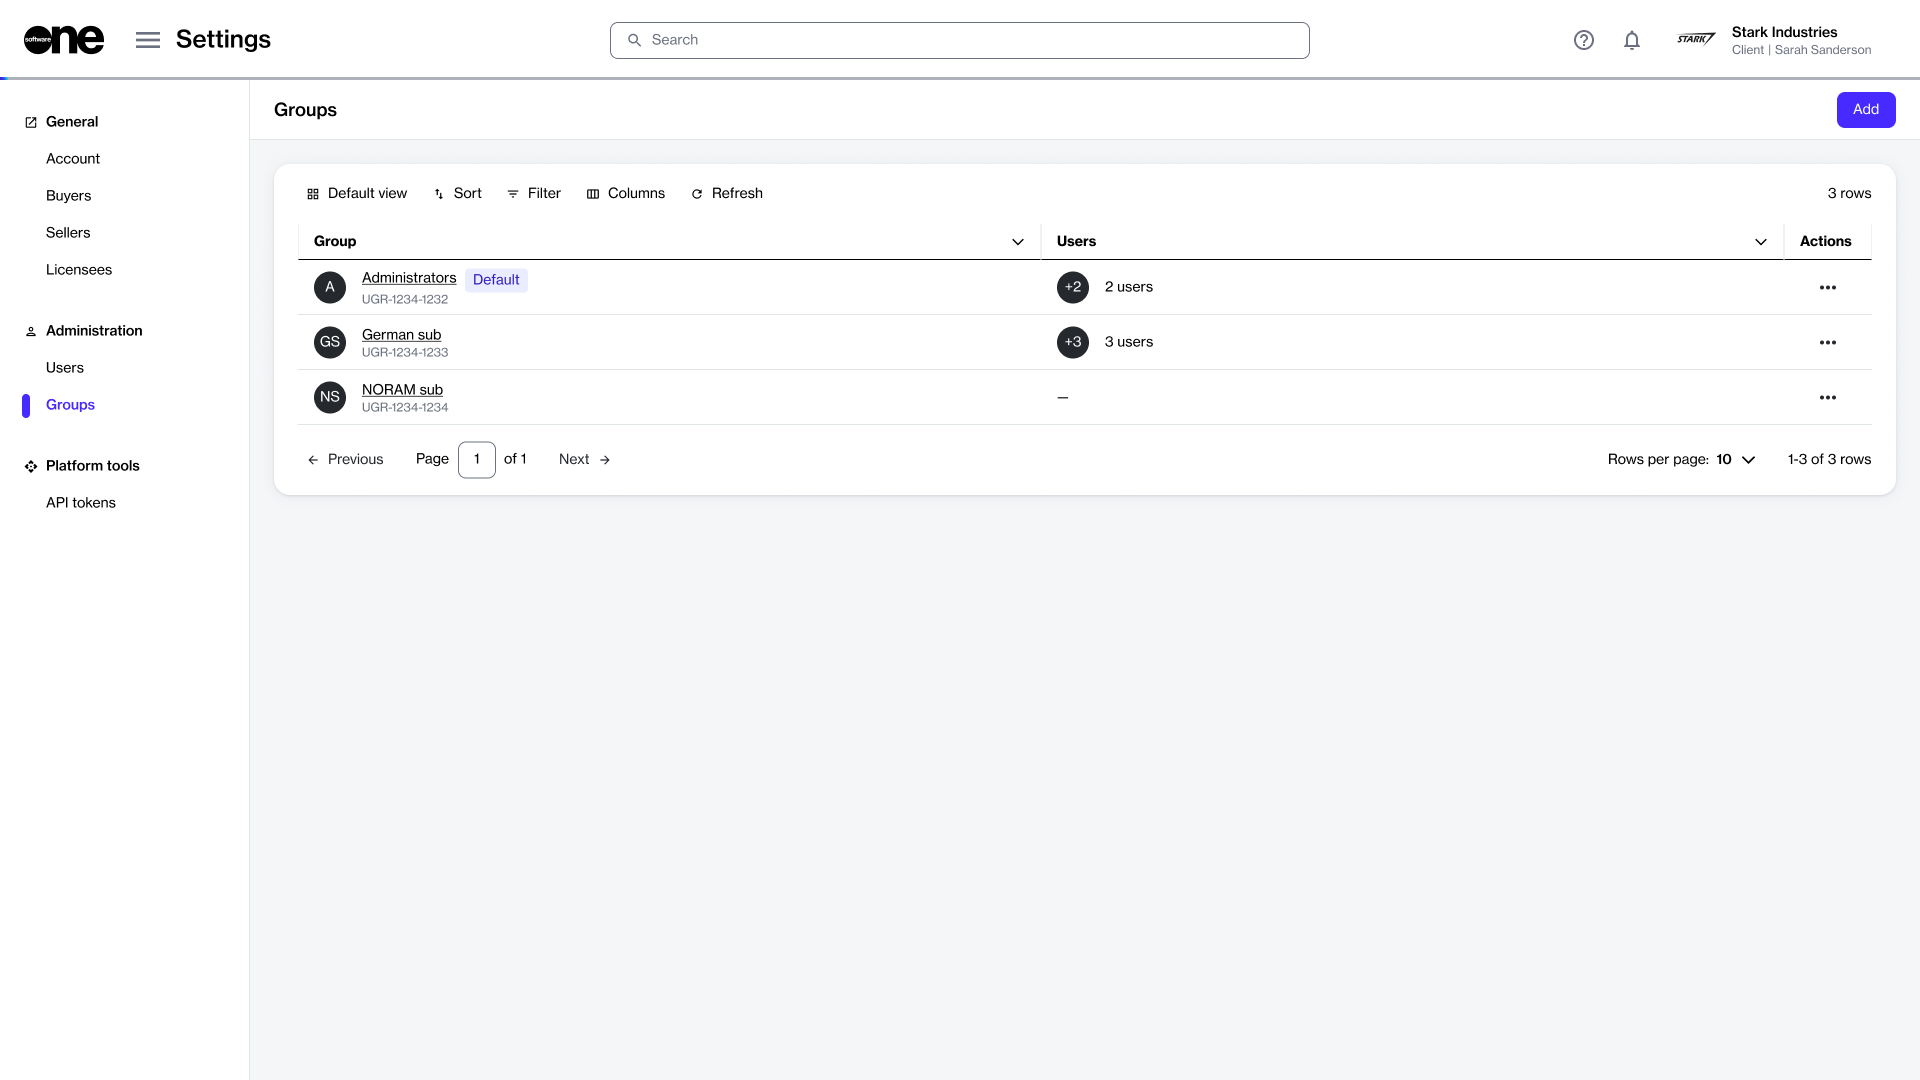 software one
Settings
Search
STARK
Stark Industries
Client | Sarah Sanderson
General
Account
Buyers
Sellers
Licensees
Administration
Users
Groups
Platform tools
API tokens
Groups
Add
Default view Sort Filter Columns Refresh 3 rows
Group Users Actions
A Administrators Default +2 2 users
UGR-1234-1232
GS German sub +3 3 users
UGR-1234-1233
NS NORAM sub —
UGR-1234-1234
Previous Page 1 of 1 Next Rows per page: 10 1-3 of 3 rows